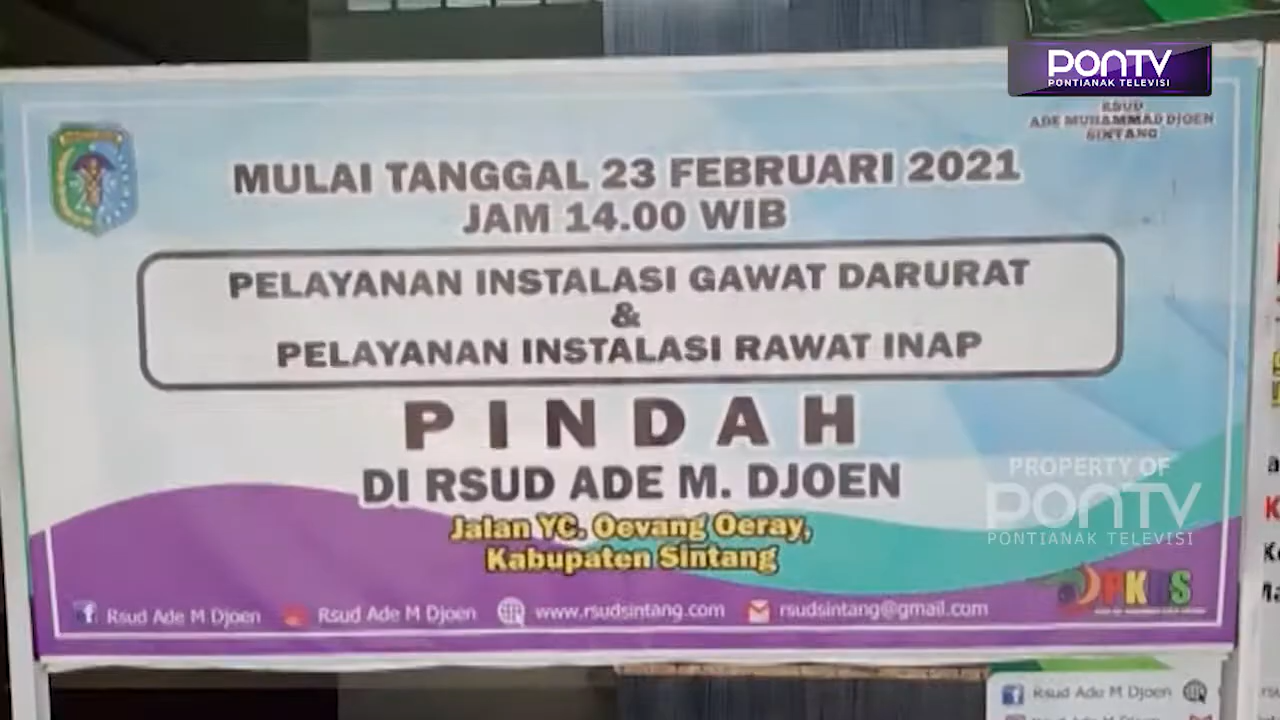 PONTV
PONTIANAK TELEVISI
RSUD
ADE MUHAMMAD DJOEN
SINTANG
MULAI TANGGAL 23 FEBRUARI 2021
JAM 14.00 WIB
PELAYANAN INSTALASI GAWAT DARURAT
&
PELAYANAN INSTALASI RAWAT INAP
PINDAH
DI RSUD ADE M. DJOEN
Jalan YC. Oevang Oeray,
Kabupaten Sintang
PROPERTY OF
PONTV
PONTIANAK TELEVISI
PKRS
Rsud Ade M Djoen Rsud Ade M Djoen www.rsudsintang.com rsudsintang@gmail.com
Rsud Ade M Djoen